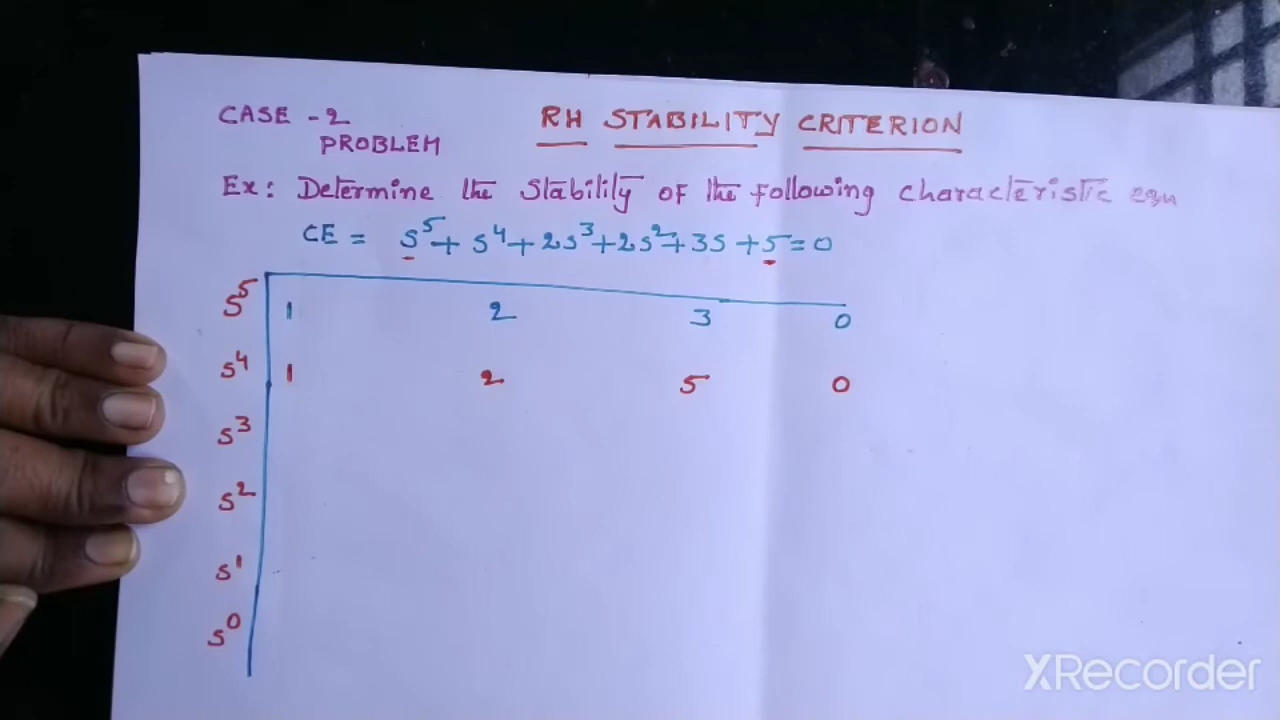 CASE - 2 RH STABILITY CRITERION
PROBLEM
Ex: Determine the Stability of the following characteristic equ
CE = s⁵ + s⁴ + 2s³ + 2s² + 3s + 5 = 0
s⁵ 1 2 3 0
s⁴ 1 2 5 0
s³
s²
s¹
s⁰
XRecorder